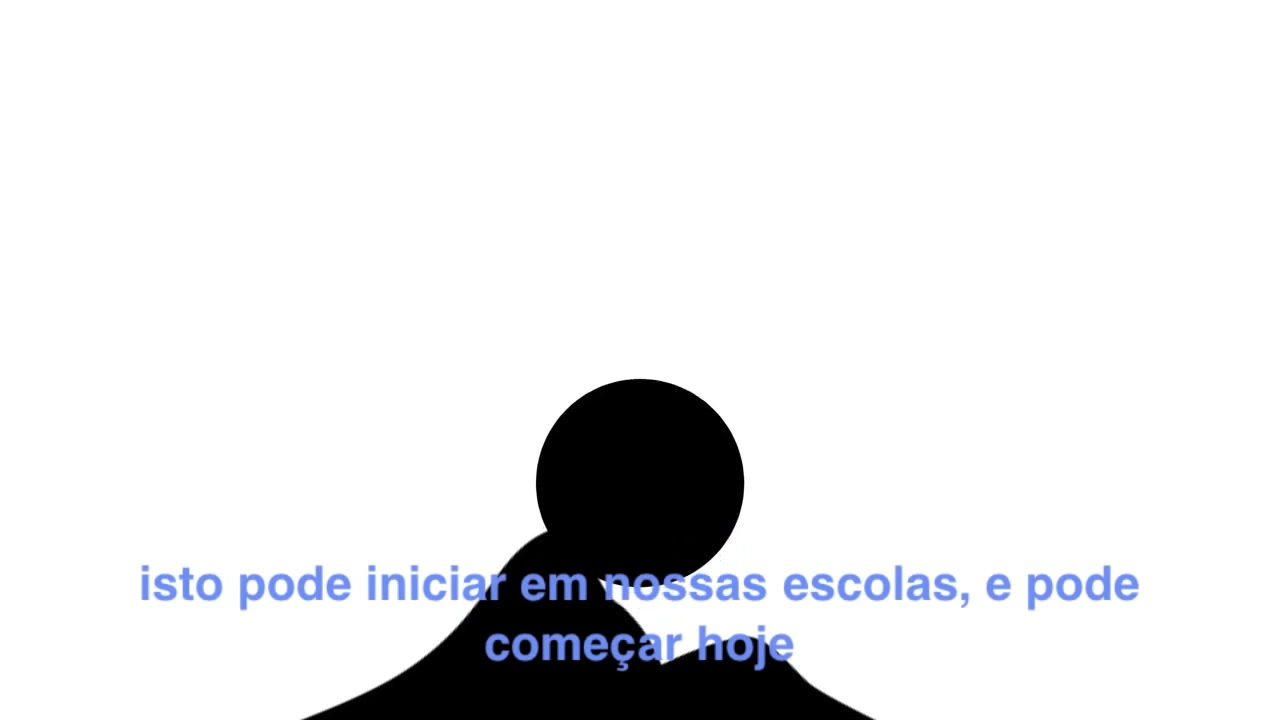 isto pode iniciar em nossas escolas, e pode
começar hoje